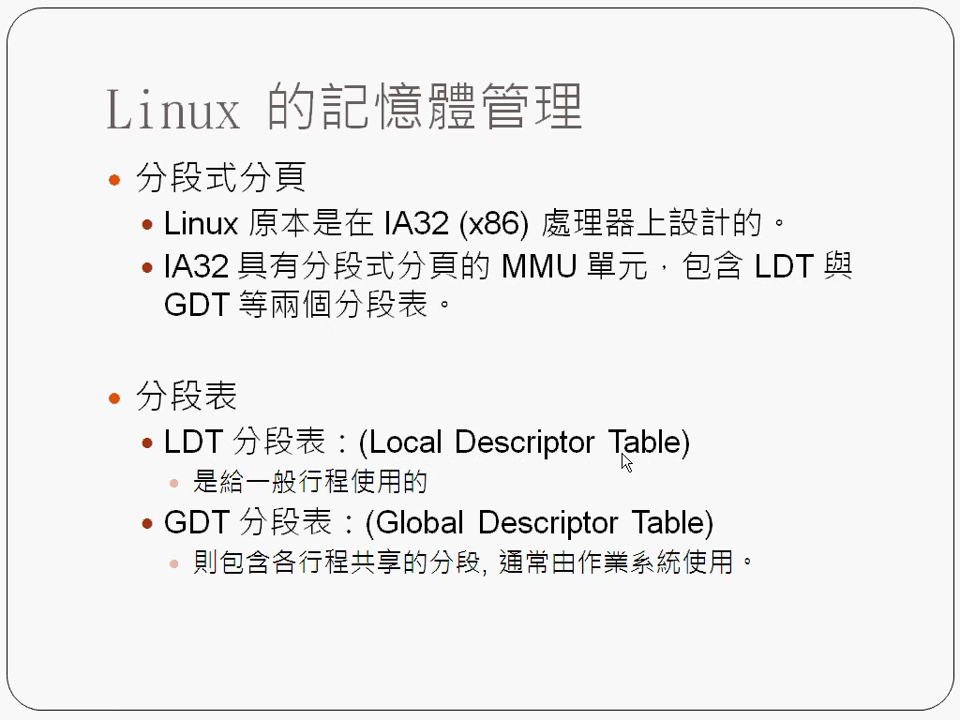 Linux 的記憶體管理
分段式分頁
Linux 原本是在 IA32 (x86) 處理器上設計的。
IA32 具有分段式分頁的 MMU 單元，包含 LDT 與
GDT 等兩個分段表。
分段表
LDT 分段表：(Local Descriptor Table)
是給一般行程使用的
GDT 分段表：(Global Descriptor Table)
則包含各行程共享的分段, 通常由作業系統使用。